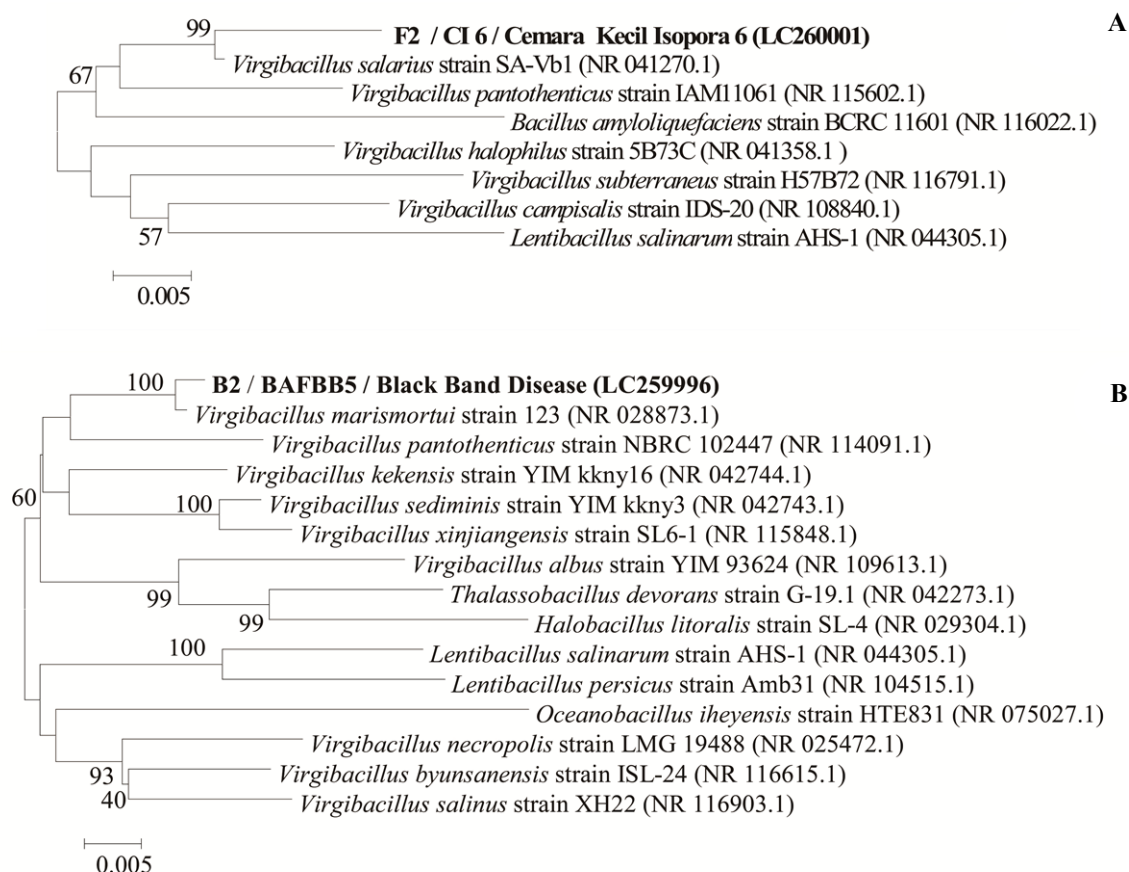 A
99
F2 / CI 6 / Cemara Kecil Isopora 6 (LC260001)
Virgibacillus salarius strain SA-Vb1 (NR 041270.1)
67
Virgibacillus pantothenticus strain IAM11061 (NR 115602.1)
Bacillus amyloliquefaciens strain BCRC 11601 (NR 116022.1)
Virgibacillus halophilus strain 5B73C (NR 041358.1 )
Virgibacillus subterraneus strain H57B72 (NR 116791.1)
Virgibacillus campisalis strain IDS-20 (NR 108840.1)
57
Lentibacillus salinarum strain AHS-1 (NR 044305.1)
0.005
100
B2 / BAFBB5 / Black Band Disease (LC259996)
B
Virgibacillus marismortui strain 123 (NR 028873.1)
Virgibacillus pantothenticus strain NBRC 102447 (NR 114091.1)
Virgibacillus kekensis strain YIM kkny16 (NR 042744.1)
60
100
Virgibacillus sediminis strain YIM kkny3 (NR 042743.1)
Virgibacillus xinjiangensis strain SL6-1 (NR 115848.1)
Virgibacillus albus strain YIM 93624 (NR 109613.1)
99
Thalassobacillus devorans strain G-19.1 (NR 042273.1)
99
Halobacillus litoralis strain SL-4 (NR 029304.1)
100
Lentibacillus salinarum strain AHS-1 (NR 044305.1)
Lentibacillus persicus strain Amb31 (NR 104515.1)
Oceanobacillus iheyensis strain HTE831 (NR 075027.1)
Virgibacillus necropolis strain LMG 19488 (NR 025472.1)
93
Virgibacillus byunsanensis strain ISL-24 (NR 116615.1)
40
Virgibacillus salinus strain XH22 (NR 116903.1)
0.005